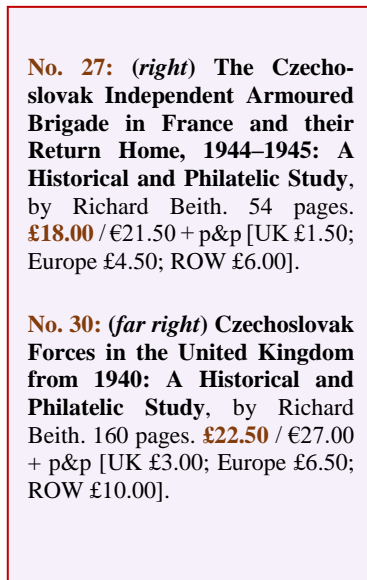 No. 27: (right) The Czecho-
slovak Independent Armoured
Brigade in France and their
Return Home, 1944–1945: A
Historical and Philatelic Study,
by Richard Beith. 54 pages.
£18.00 / €21.50 + p&p [UK £1.50;
Europe £4.50; ROW £6.00].
No. 30: (far right) Czechoslovak
Forces in the United Kingdom
from 1940: A Historical and
Philatelic Study, by Richard
Beith. 160 pages. £22.50 / €27.00
+ p&p [UK £3.00; Europe £6.50;
ROW £10.00].